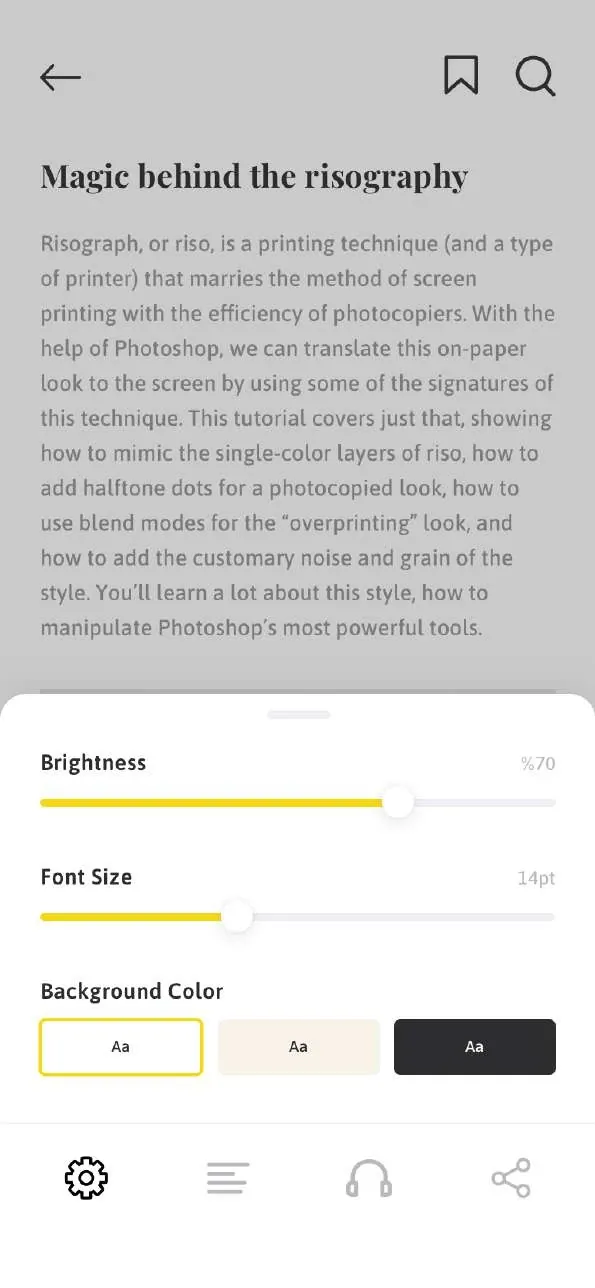 Magic behind the risography
Risograph, or riso, is a printing technique (and a type
of printer) that marries the method of screen
printing with the efficiency of photocopiers. With the
help of Photoshop, we can translate this on-paper
look to the screen by using some of the signatures of
this technique. This tutorial covers just that, showing
how to mimic the single-color layers of riso, how to
add halftone dots for a photocopied look, how to
use blend modes for the “overprinting” look, and
how to add the customary noise and grain of the
style. You’ll learn a lot about this style, how to
manipulate Photoshop’s most powerful tools.
Brightness %70
Font Size 14pt
Background Color
Aa Aa Aa